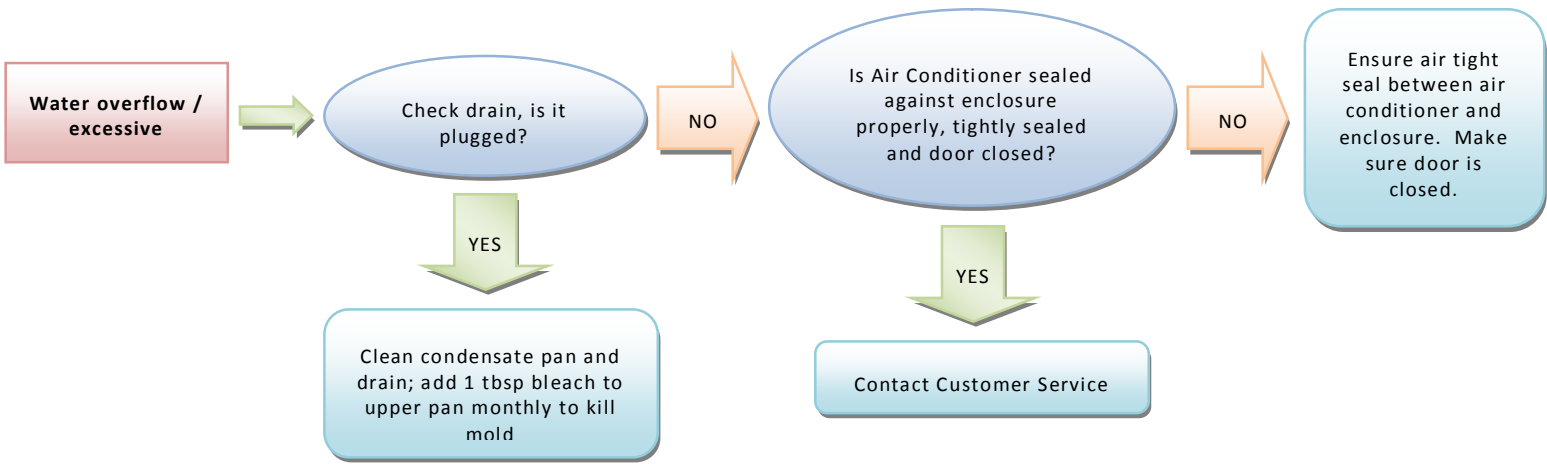 Water overflow /
excessive
Check drain, is it
plugged?
NO
Is Air Conditioner sealed
against enclosure
properly, tightly sealed
and door closed?
NO
Ensure air tight
seal between air
conditioner and
enclosure.  Make
sure door is
closed.
YES
YES
Clean condensate pan and
drain; add 1 tbsp bleach to
upper pan monthly to kill
mold
Contact Customer Service